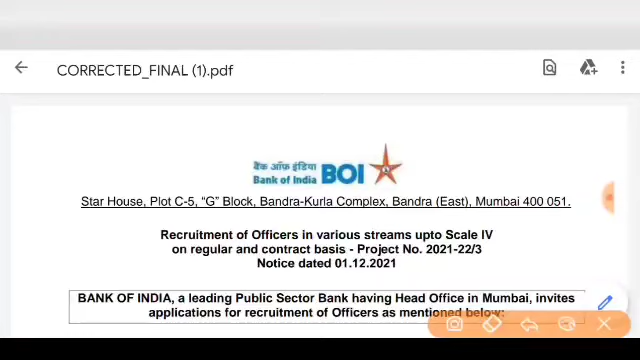 CORRECTED_FINAL (1).pdf
बैंक ऑफ इंडिया
Bank of India BOI
Star House, Plot C-5, “G” Block, Bandra-Kurla Complex, Bandra (East), Mumbai 400 051.
Recruitment of Officers in various streams upto Scale IV
on regular and contract basis - Project No. 2021-22/3
Notice dated 01.12.2021
BANK OF INDIA, a leading Public Sector Bank having Head Office in Mumbai, invites
applications for recruitment of Officers as mentioned below: